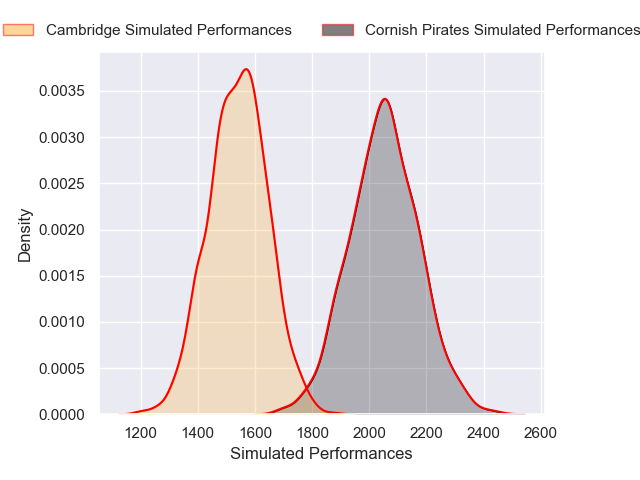 Cambridge Simulated Performances Cornish Pirates Simulated Performances
0.0035
0.0030
0.0025
0.0020
0.0015
0.0010
0.0005
0.0000
Density
1200 1400 1600 1800 2000 2200 2400 2600
Simulated Performances